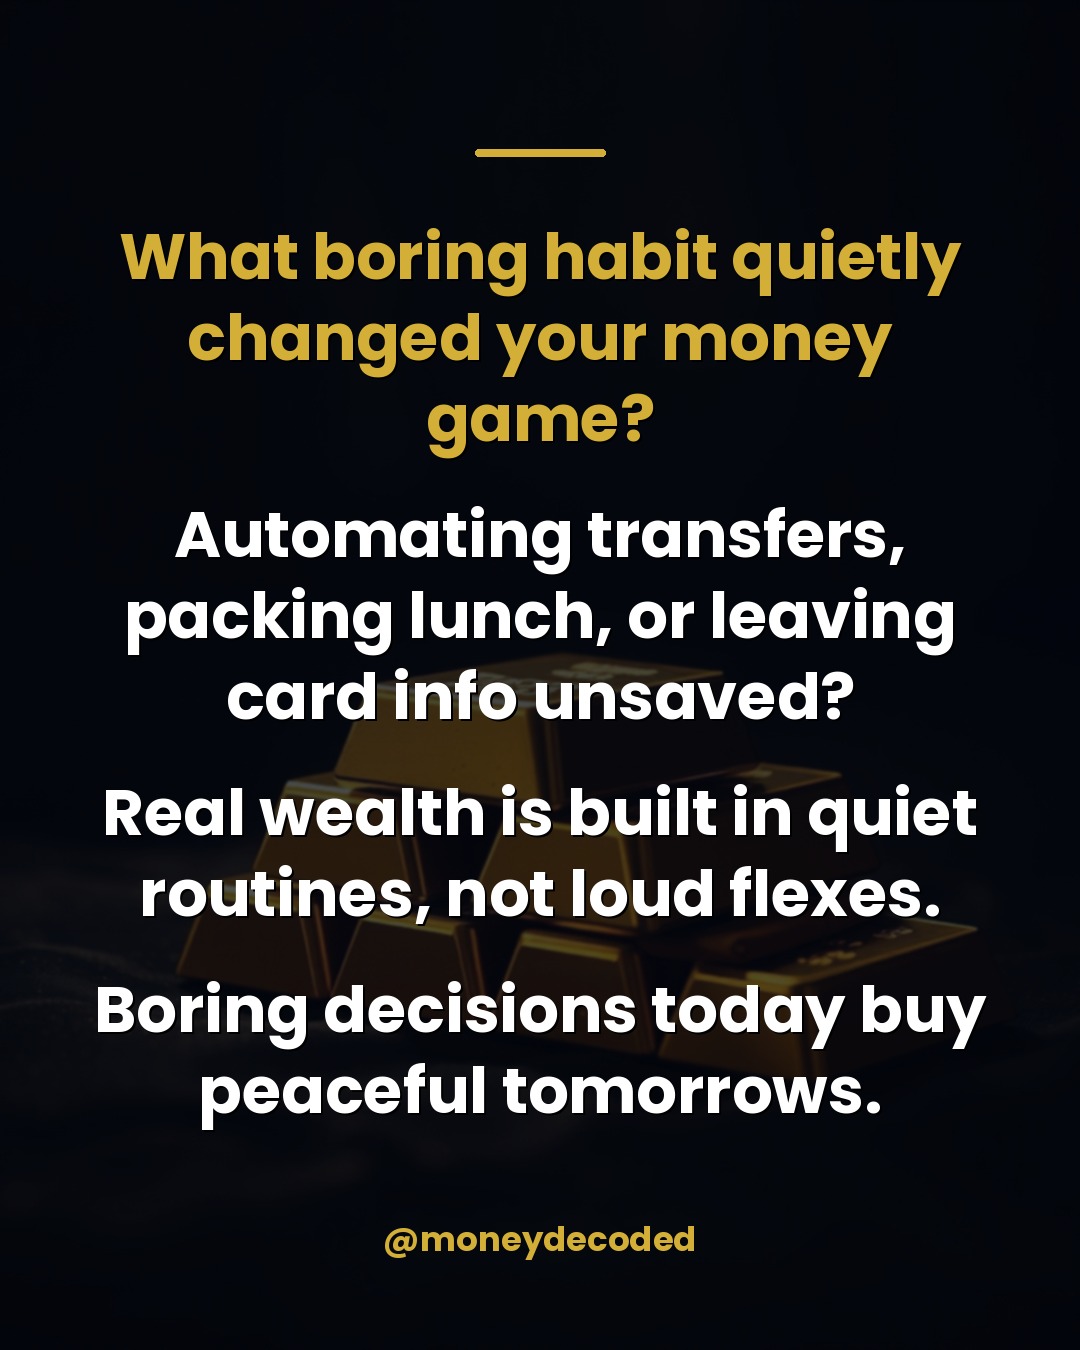 What boring habit quietly
changed your money
game?
Automating transfers,
packing lunch, or leaving
card info unsaved?
Real wealth is built in quiet
routines, not loud flexes.
Boring decisions today buy
peaceful tomorrows.
@moneydecoded